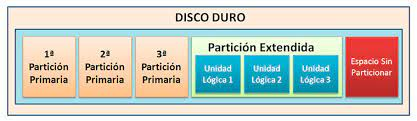 DISCO DURO
1ª
Partición
Primaria
2ª
Partición
Primaria
3ª
Partición
Primaria
Partición Extendida
Unidad
Lógica 1
Unidad
Lógica 2
Unidad
Lógica 3
Espacio Sin
Particionar